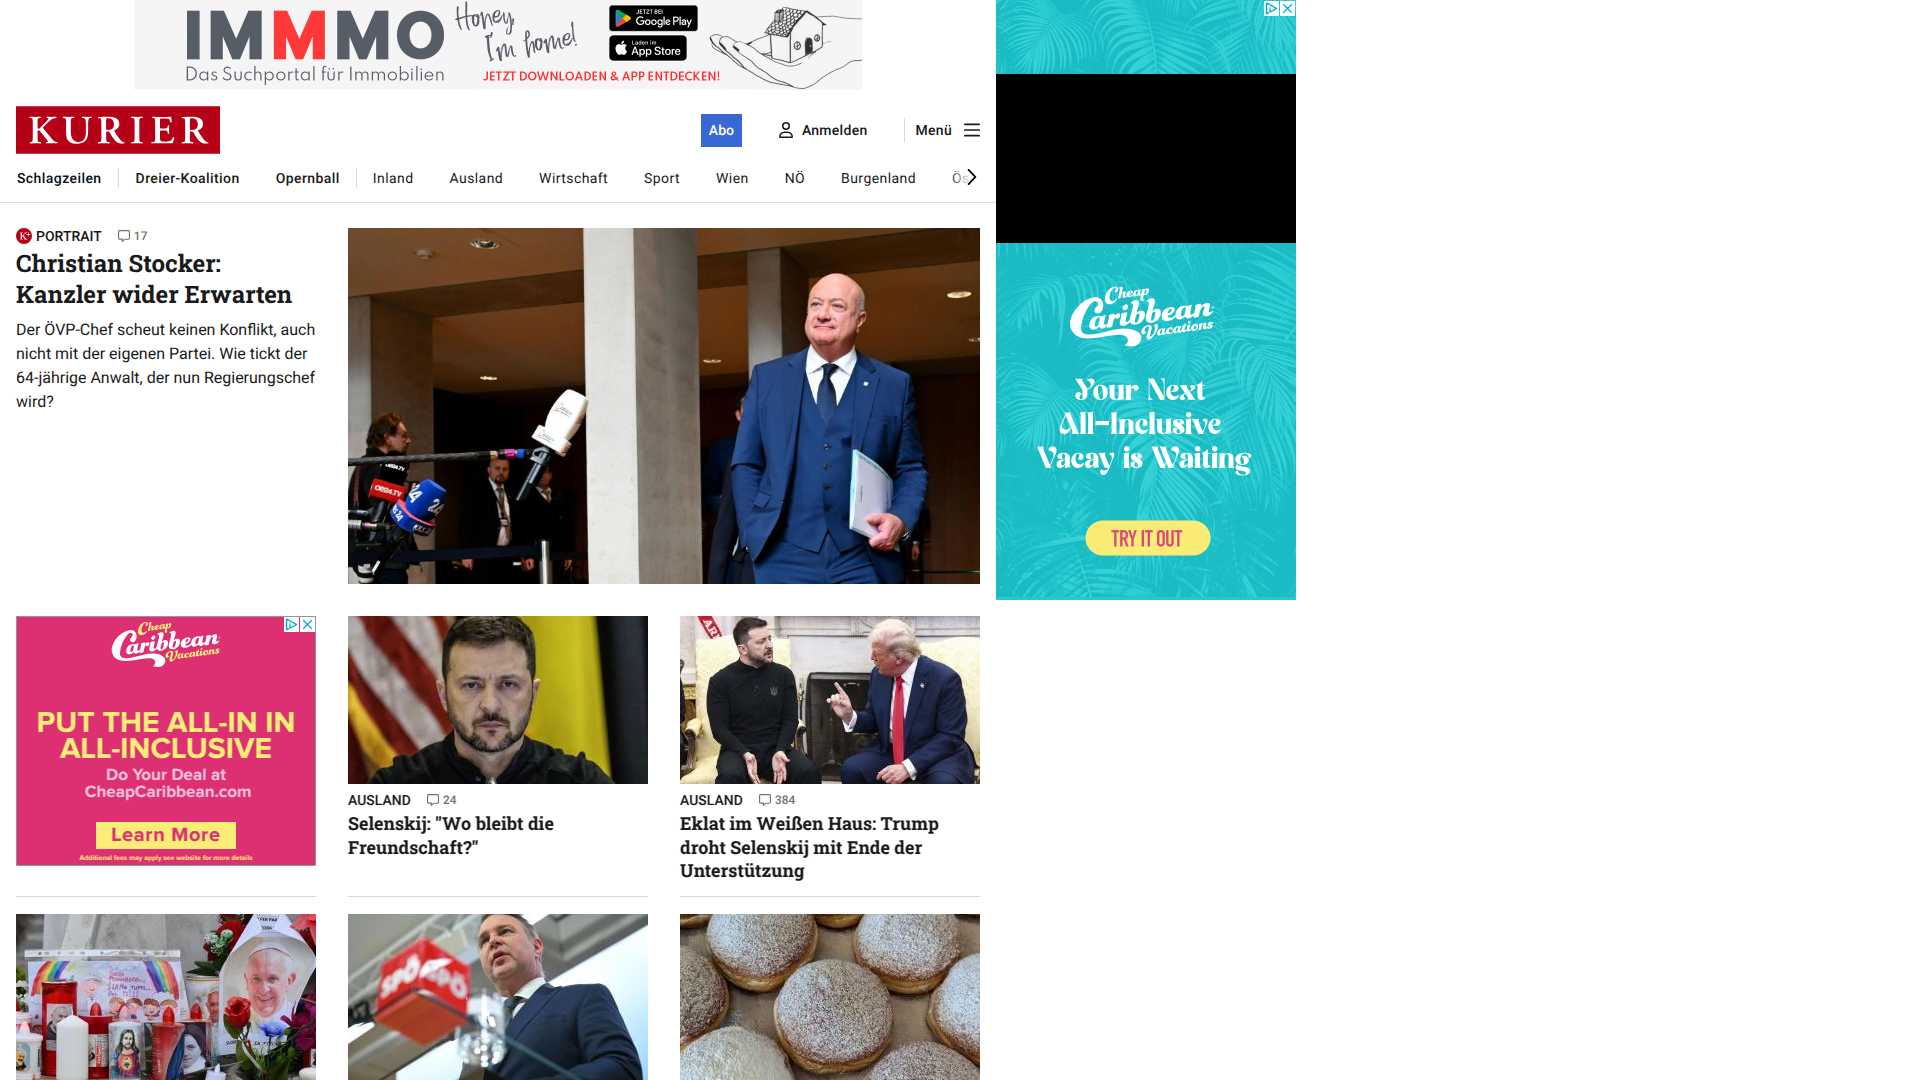 IMMMO
Das Suchportal für Immobilien
Honey,
I'm home!
JETZT BEI
Google Play
Laden im
App Store
JETZT DOWNLOADEN & APP ENTDECKEN!
KURIER
Abo
Anmelden
Menü
Schlagzeilen
Dreier-Koalition
Opernball
Inland
Ausland
Wirtschaft
Sport
Wien
NÖ
Burgenland
K+ PORTRAIT 17
Christian Stocker:
Kanzler wider Erwarten
Der ÖVP-Chef scheut keinen Konflikt, auch
nicht mit der eigenen Partei. Wie tickt der
64-jährige Anwalt, der nun Regierungschef
wird?
oe24.TV
24
Cheap
Caribbean
Vacations
Your Next
All-Inclusive
Vacay is Waiting
TRY IT OUT
Cheap
Caribbean
Vacations
PUT THE ALL-IN IN
ALL-INCLUSIVE
Do Your Deal at
CheapCaribbean.com
Learn More
Additional fees may apply see website for more details
AUSLAND 24
Selenskij: "Wo bleibt die
Freundschaft?"
AUSLAND 384
Eklat im Weißen Haus: Trump
droht Selenskij mit Ende der
Unterstützung
SPÖ